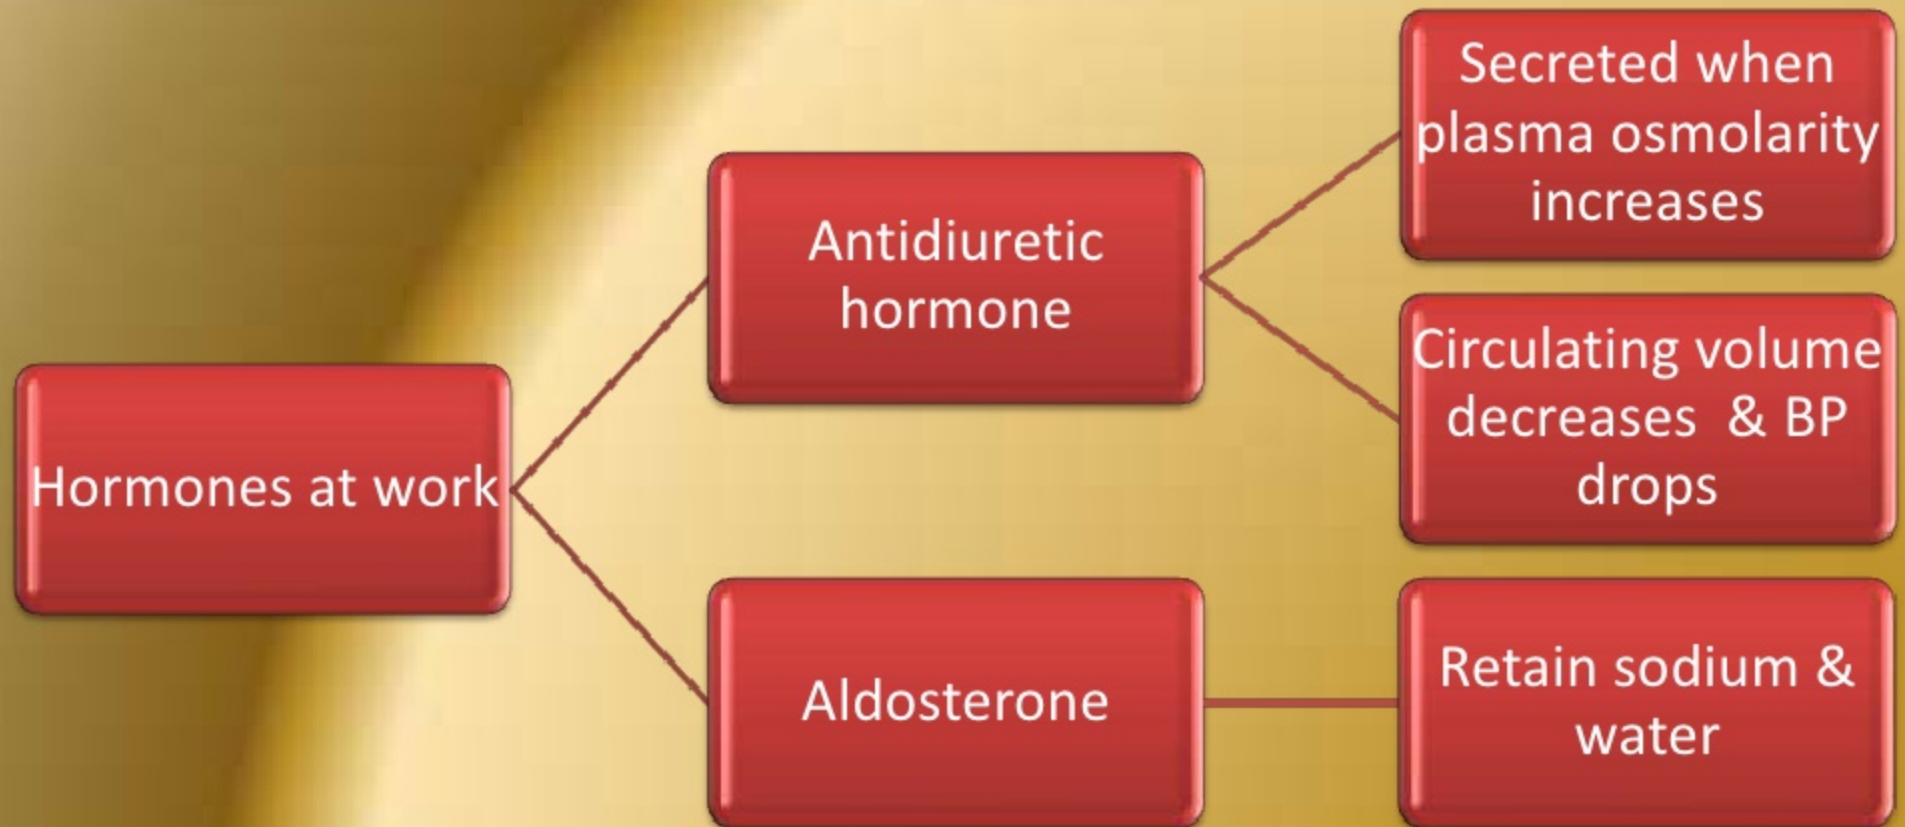 Hormones at work
Antidiuretic
hormone
Secreted when
plasma osmolarity
increases
Circulating volume
decreases & BP
drops
Aldosterone
Retain sodium &
water